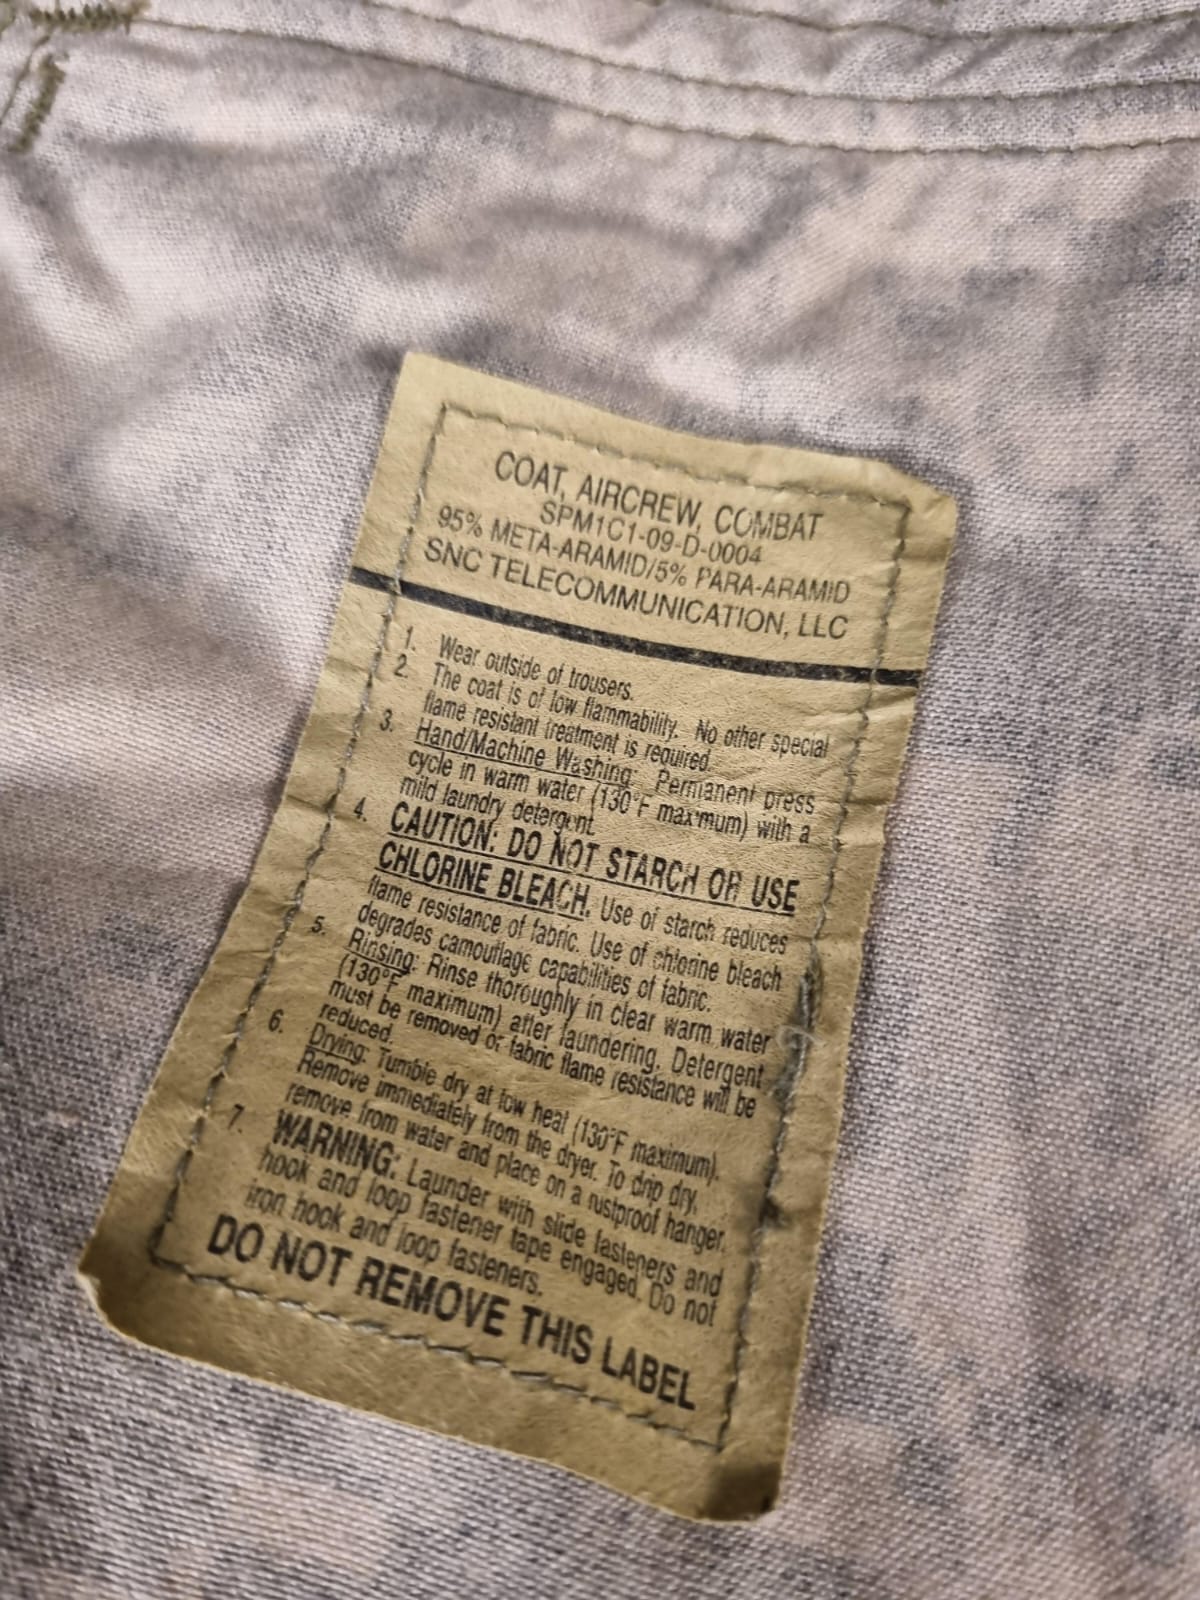 COAT, AIRCREW, COMBAT
SPM1C1-09-D-0004
95% META-ARAMID/5% PARA-ARAMID
SNC TELECOMMUNICATION, LLC
1. Wear outside of trousers.
2. The coat is of low flammability. No other special
flame resistant treatment is required.
3. Hand/Machine Washing: Permanent press
cycle in warm water (130°F maximum) with a
mild laundry detergent.
4. CAUTION: DO NOT STARCH OR USE
CHLORINE BLEACH. Use of starch reduces
flame resistance of fabric. Use of chlorine bleach
degrades camouflage capabilities of fabric.
5. Rinsing: Rinse thoroughly in clear warm water
(130°F maximum) after laundering. Detergent
must be removed or fabric flame resistance will be
reduced.
6. Drying: Tumble dry at low heat (130°F maximum).
Remove immediately from the dryer. To drip dry,
remove from water and place on a rustproof hanger.
7. WARNING: Launder with slide fasteners and
hook and loop fastener tape engaged. Do not
iron hook and loop fasteners.
DO NOT REMOVE THIS LABEL